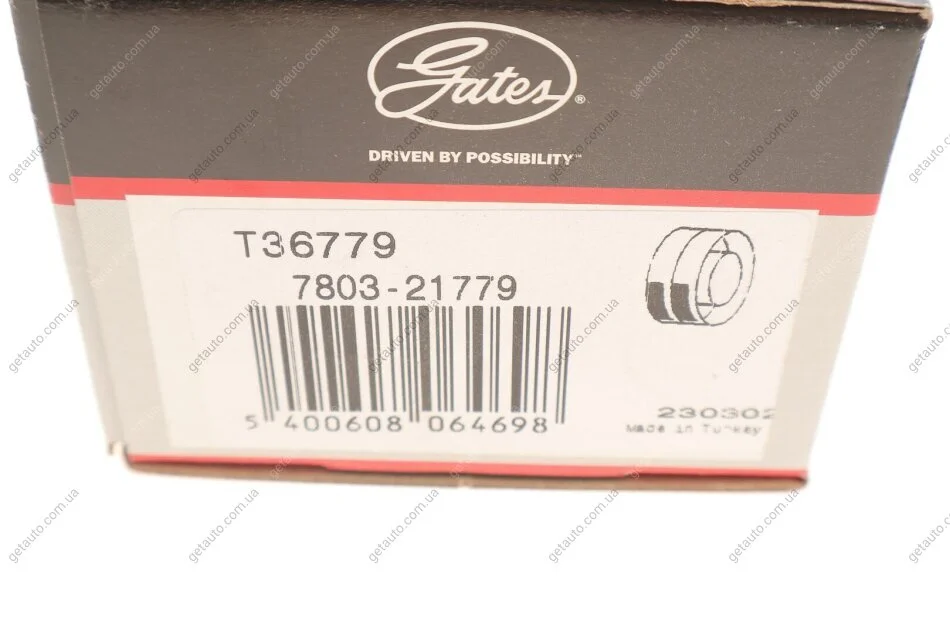 Gates®
DRIVEN BY POSSIBILITY™
T36779
7803-21779
5 400608 064698
230302
Made in Turkey
getauto.com.ua